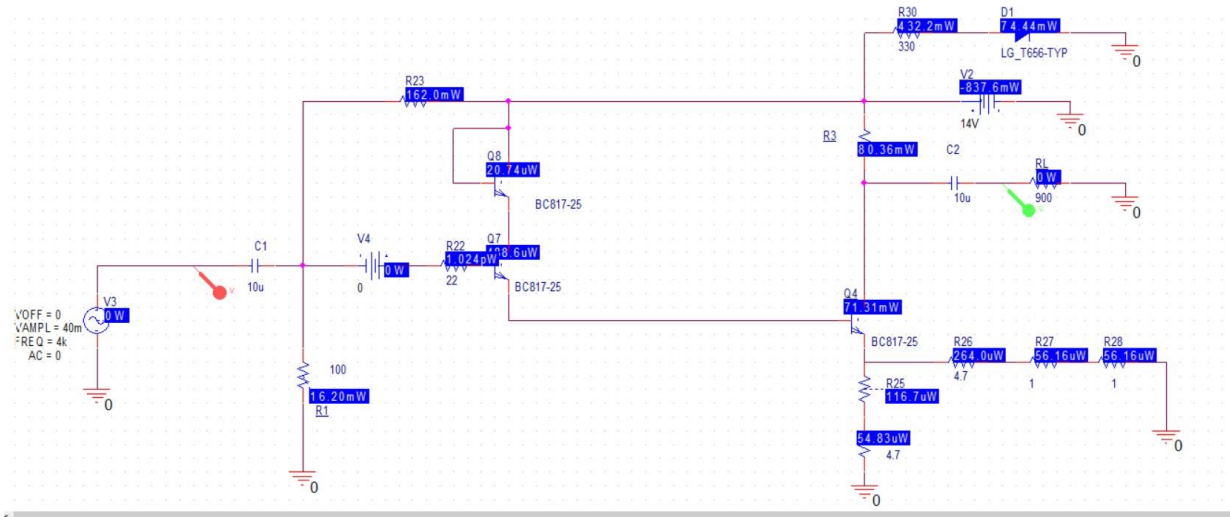 R30
432.2mW
330
D1
74.44mW
LG_T656-TYP
0
V2
-837.6mW
14V
0
R23
162.0mW
R3
80.36mW
C2
10u
RL
0W
900
0
Q8
20.74uW
BC817-25
C1
10u
V4
0W
0
R22
1.024pW
22
Q7
BC817-25
V
V
V3
0W
VOFF = 0
VAMPL = 40m
FREQ = 4k
AC = 0
0
100
16.20mW
R1
0
Q4
71.31mW
BC817-25
R26
264.0uW
4.7
R27
56.16uW
1
R28
56.16uW
1
0
R25
116.7uW
54.83uW
4.7
0